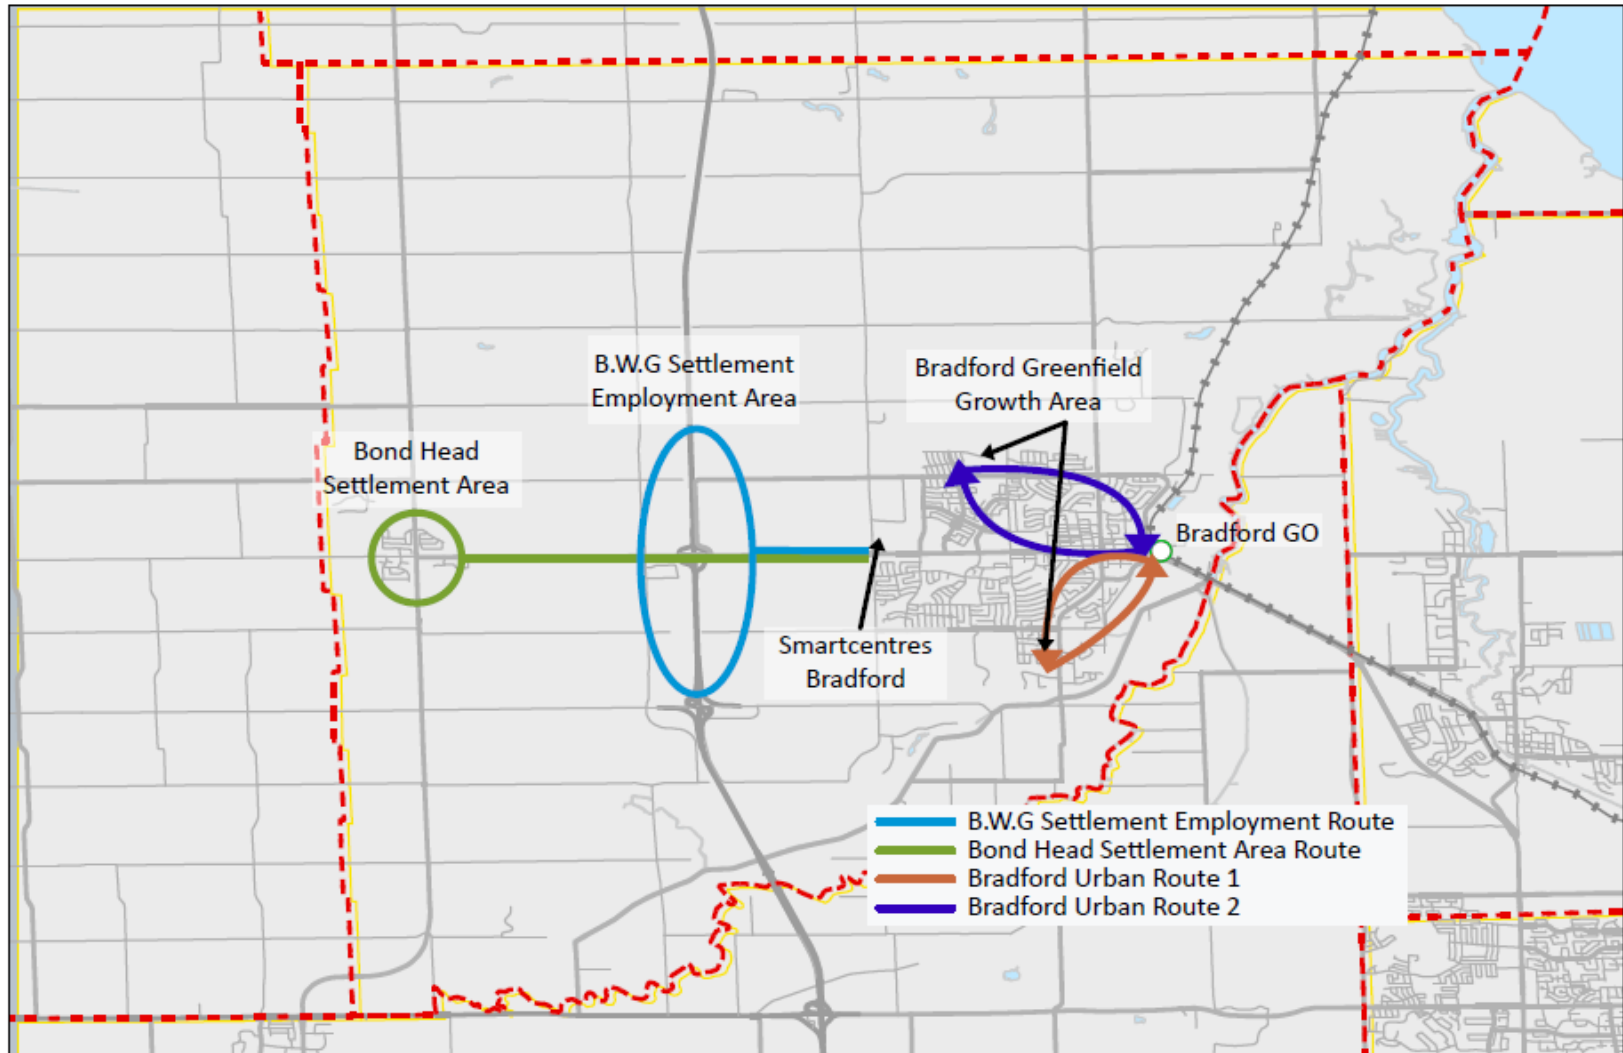 B.W.G Settlement
Employment Area
Bradford Greenfield
Growth Area
Bond Head
Settlement Area
Bradford GO
Smartcentres
Bradford
B.W.G Settlement Employment Route
Bond Head Settlement Area Route
Bradford Urban Route 1
Bradford Urban Route 2